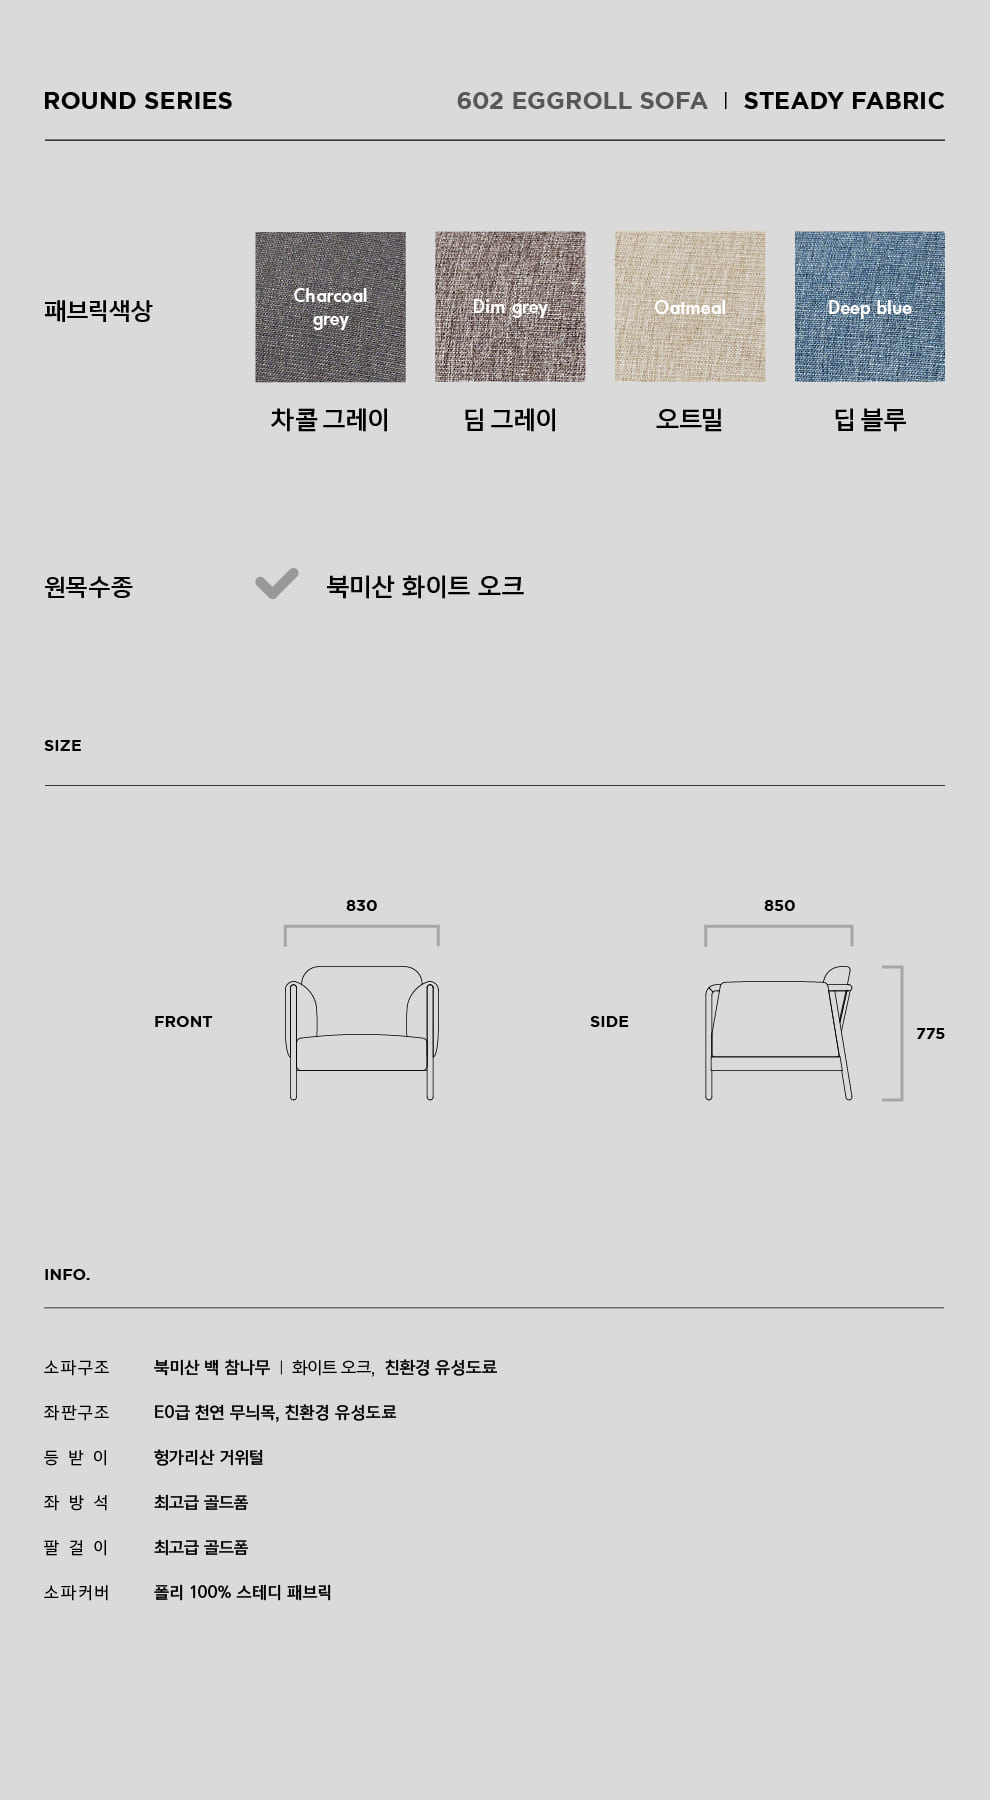 ROUND SERIES
602 EGGROLL SOFA | STEADY FABRIC
패브릭색상
Charcoal
grey
Dim grey
Oatmeal
Deep blue
차콜 그레이
딤 그레이
오트밀
딥 블루
원목수종
북미산 화이트 오크
SIZE
830
850
FRONT
SIDE
775
INFO.
소파구조 북미산 백 참나무 | 화이트 오크, 친환경 유성도료
좌판구조 E0급 천연 무늬목, 친환경 유성도료
등 받 이 헝가리산 거위털
좌 방 석 최고급 골드폼
팔 걸 이 최고급 골드폼
소파커버 폴리 100% 스테디 패브릭